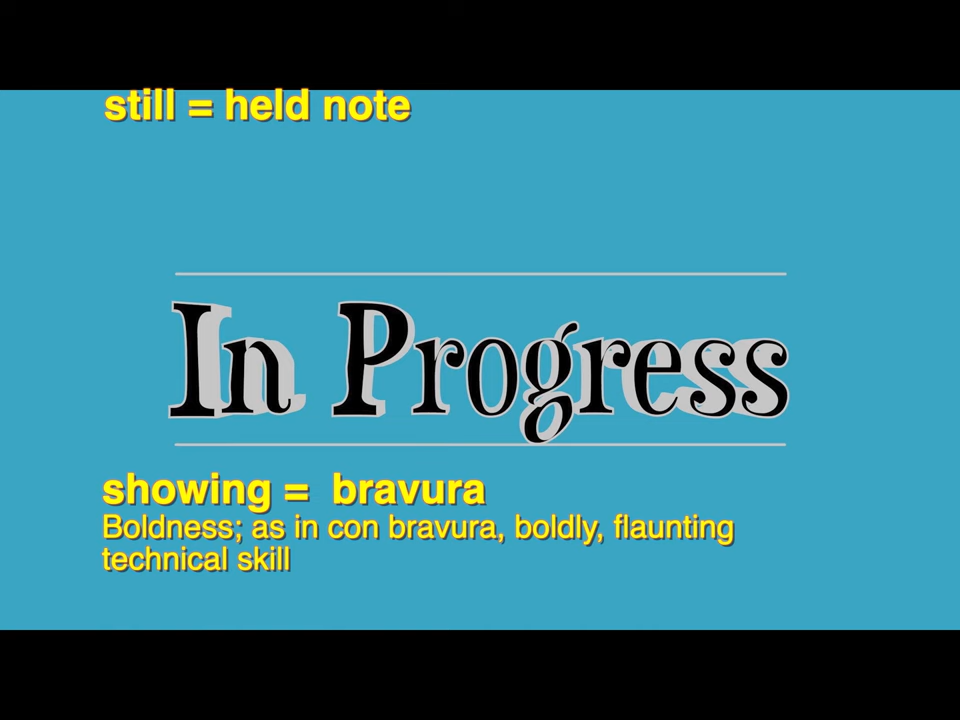 still = held note
In Progress
showing =  bravura
Boldness; as in con bravura, boldly, flaunting
technical skill